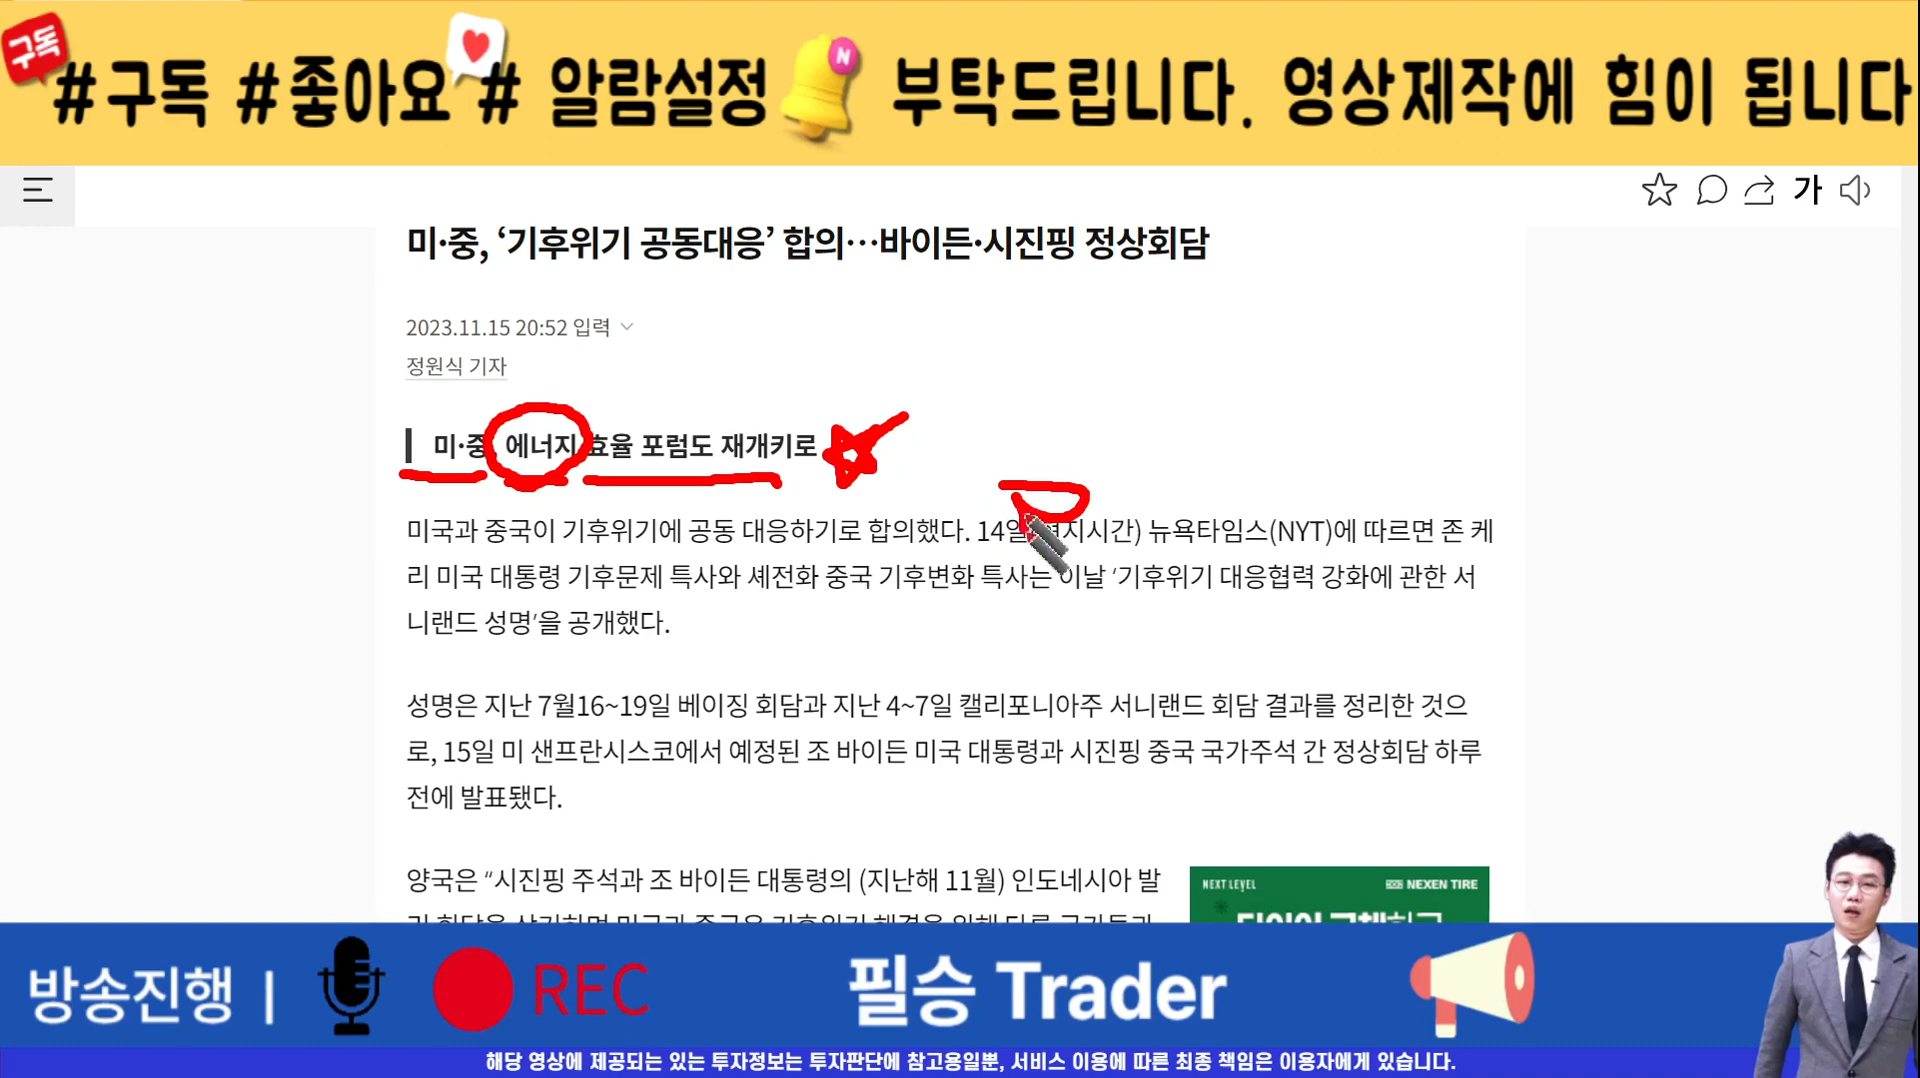 구독
#구독 #좋아요 # 알람설정 N 부탁드립니다. 영상제작에 힘이 됩니다
가
미·중, ‘기후위기 공동대응’ 합의…바이든·시진핑 정상회담
2023.11.15 20:52 입력
정원식 기자
미·중, 에너지 효율 포럼도 재개키로
미국과 중국이 기후위기에 공동 대응하기로 합의했다. 14일(현지시간) 뉴욕타임스(NYT)에 따르면 존 케
리 미국 대통령 기후문제 특사와 셰전화 중국 기후변화 특사는 이날 ‘기후위기 대응협력 강화에 관한 서
니랜드 성명’을 공개했다.
성명은 지난 7월16~19일 베이징 회담과 지난 4~7일 캘리포니아주 서니랜드 회담 결과를 정리한 것으
로, 15일 미 샌프란시스코에서 예정된 조 바이든 미국 대통령과 시진핑 중국 국가주석 간 정상회담 하루
전에 발표됐다.
양국은 “시진핑 주석과 조 바이든 대통령의 (지난해 11월) 인도네시아 발
NEXT LEVEL NEXEN TIRE
방송진행 | REC 필승 Trader
해당 영상에 제공되는 있는 투자정보는 투자판단에 참고용일뿐, 서비스 이용에 따른 최종 책임은 이용자에게 있습니다.